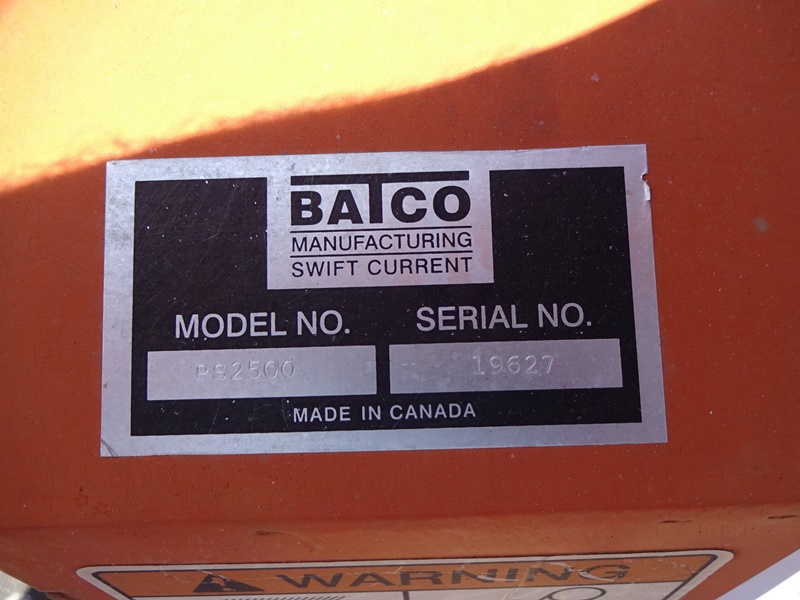 BATCO
MANUFACTURING
SWIFT CURRENT
MODEL NO. SERIAL NO.
PS2500 19627
MADE IN CANADA
WARNING